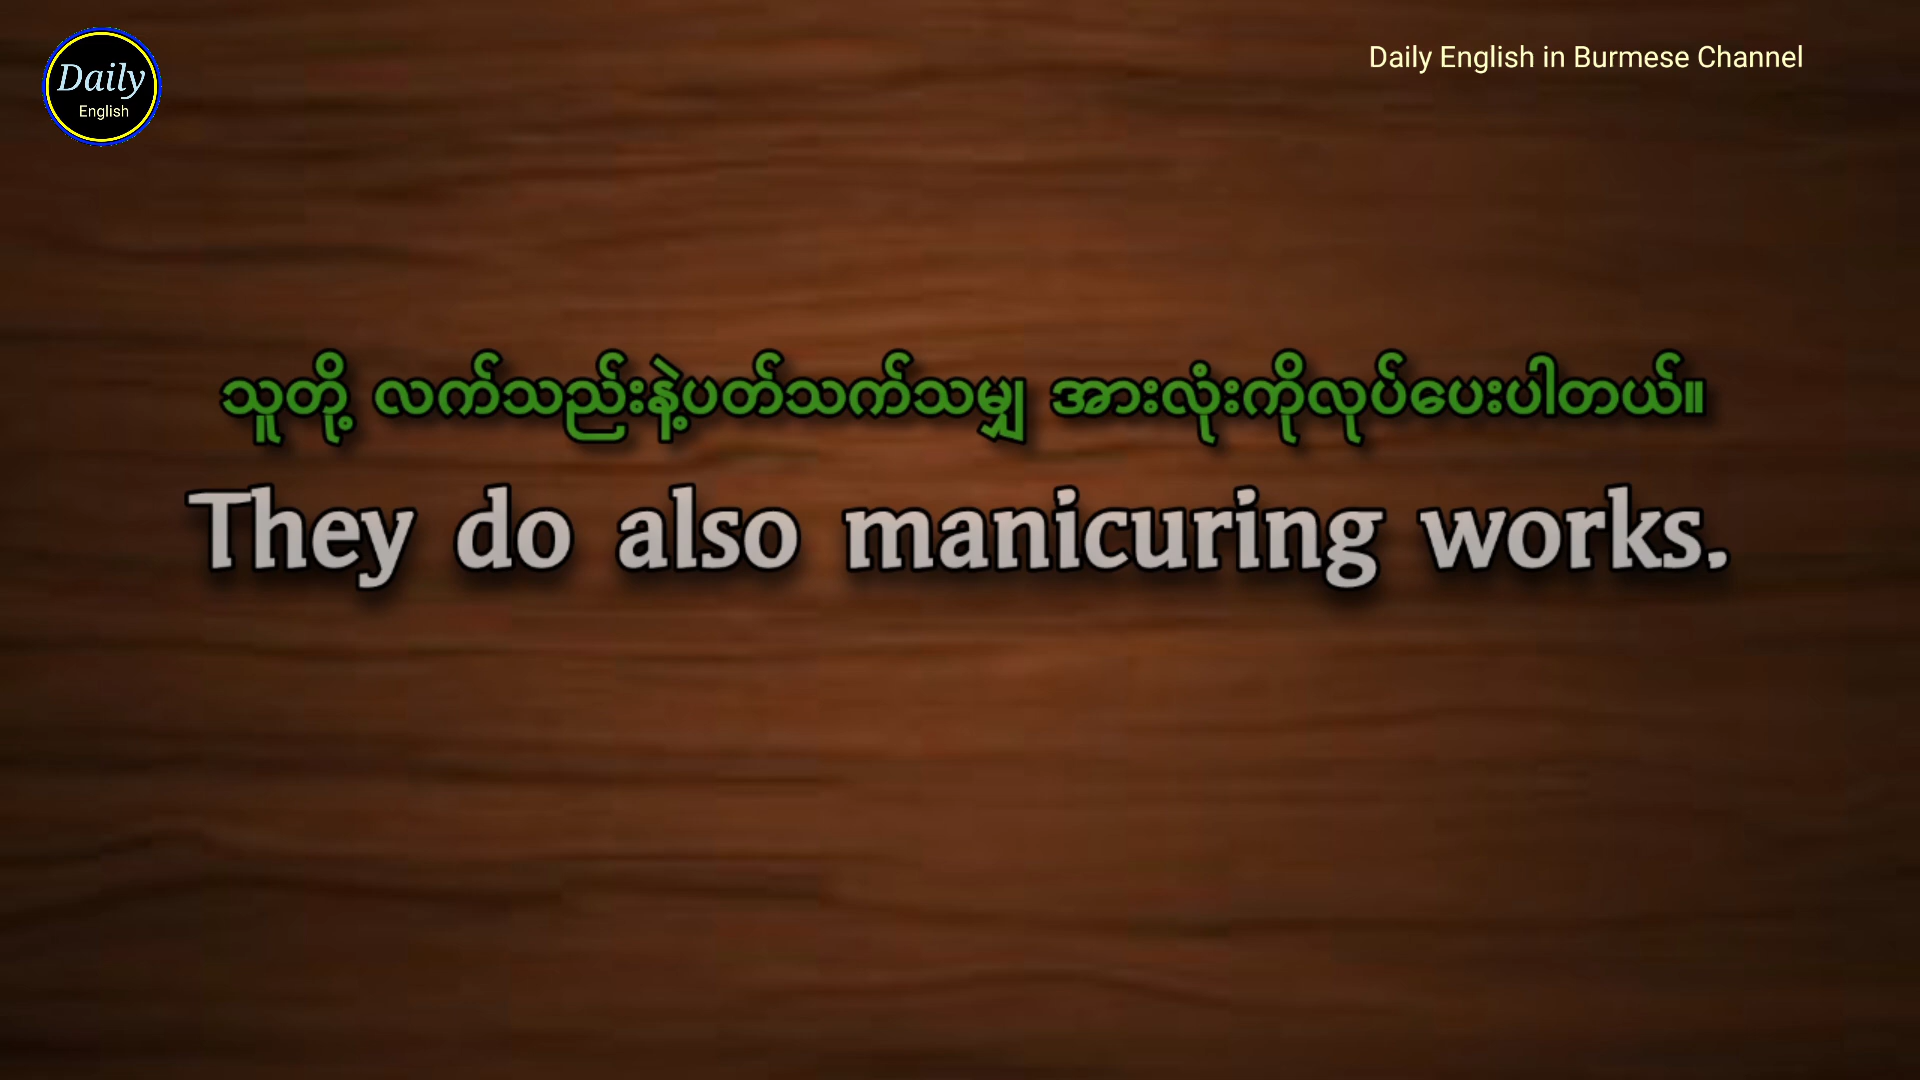 Daily
English
Daily English in Burmese Channel
သူတို့ လက်သည်းနဲ့ပတ်သက်သမျှ အားလုံးကိုလုပ်ပေးပါတယ်။
They do also manicuring works.